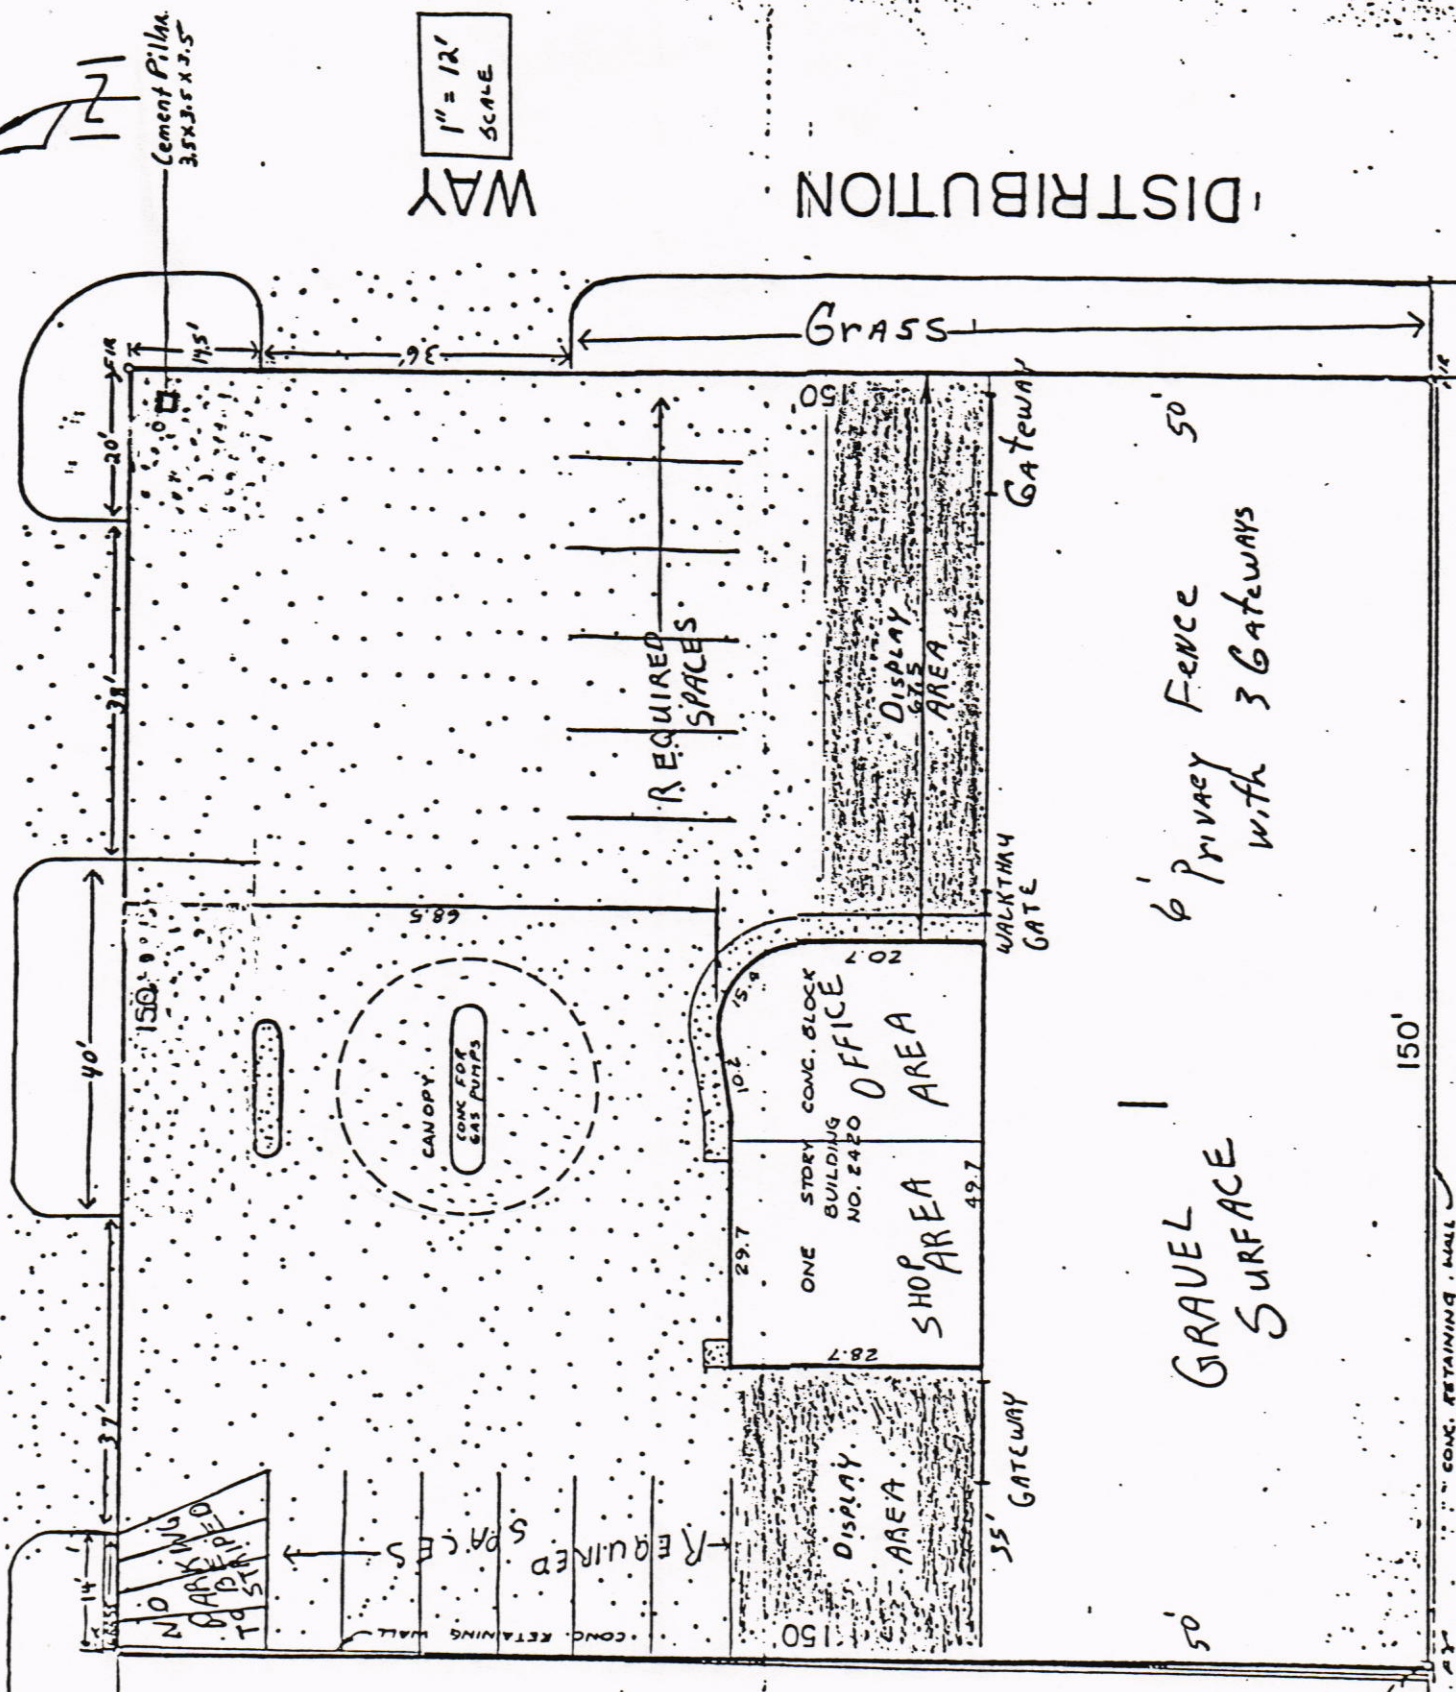 N
Cement Pillar
3.5x3.5x3.5
1" = 12'
SCALE
DISTRIBUTION
WAY
GrASS
FIR
14.5'
36'
20'
38'
40'
37'
14'
150
150
150
150
REQUIRED
SPACES
DISPLAY
67.5
AREA
GAteway
WALKTHRU
GATE
68.5
CANOPY
CONC FOR
GAS PUMPS
ONE STORY CONC. BLOCK
BUILDING
NO. 2420
OFFICE
AREA
SHOP
AREA
15.9
20.7
10.2
29.7
28.7
49.7
NO
PARKING
TO BE
STRIPED
REQUIRED SPACES
CONC. RETAINING WALL
DISPLAY
AREA
35'
GATEWAY
50'
50'
6' Privacy Fence
with 3 GAtewAYS
GRAVEL
SURFACE
150'
CONC. RETAINING WALL